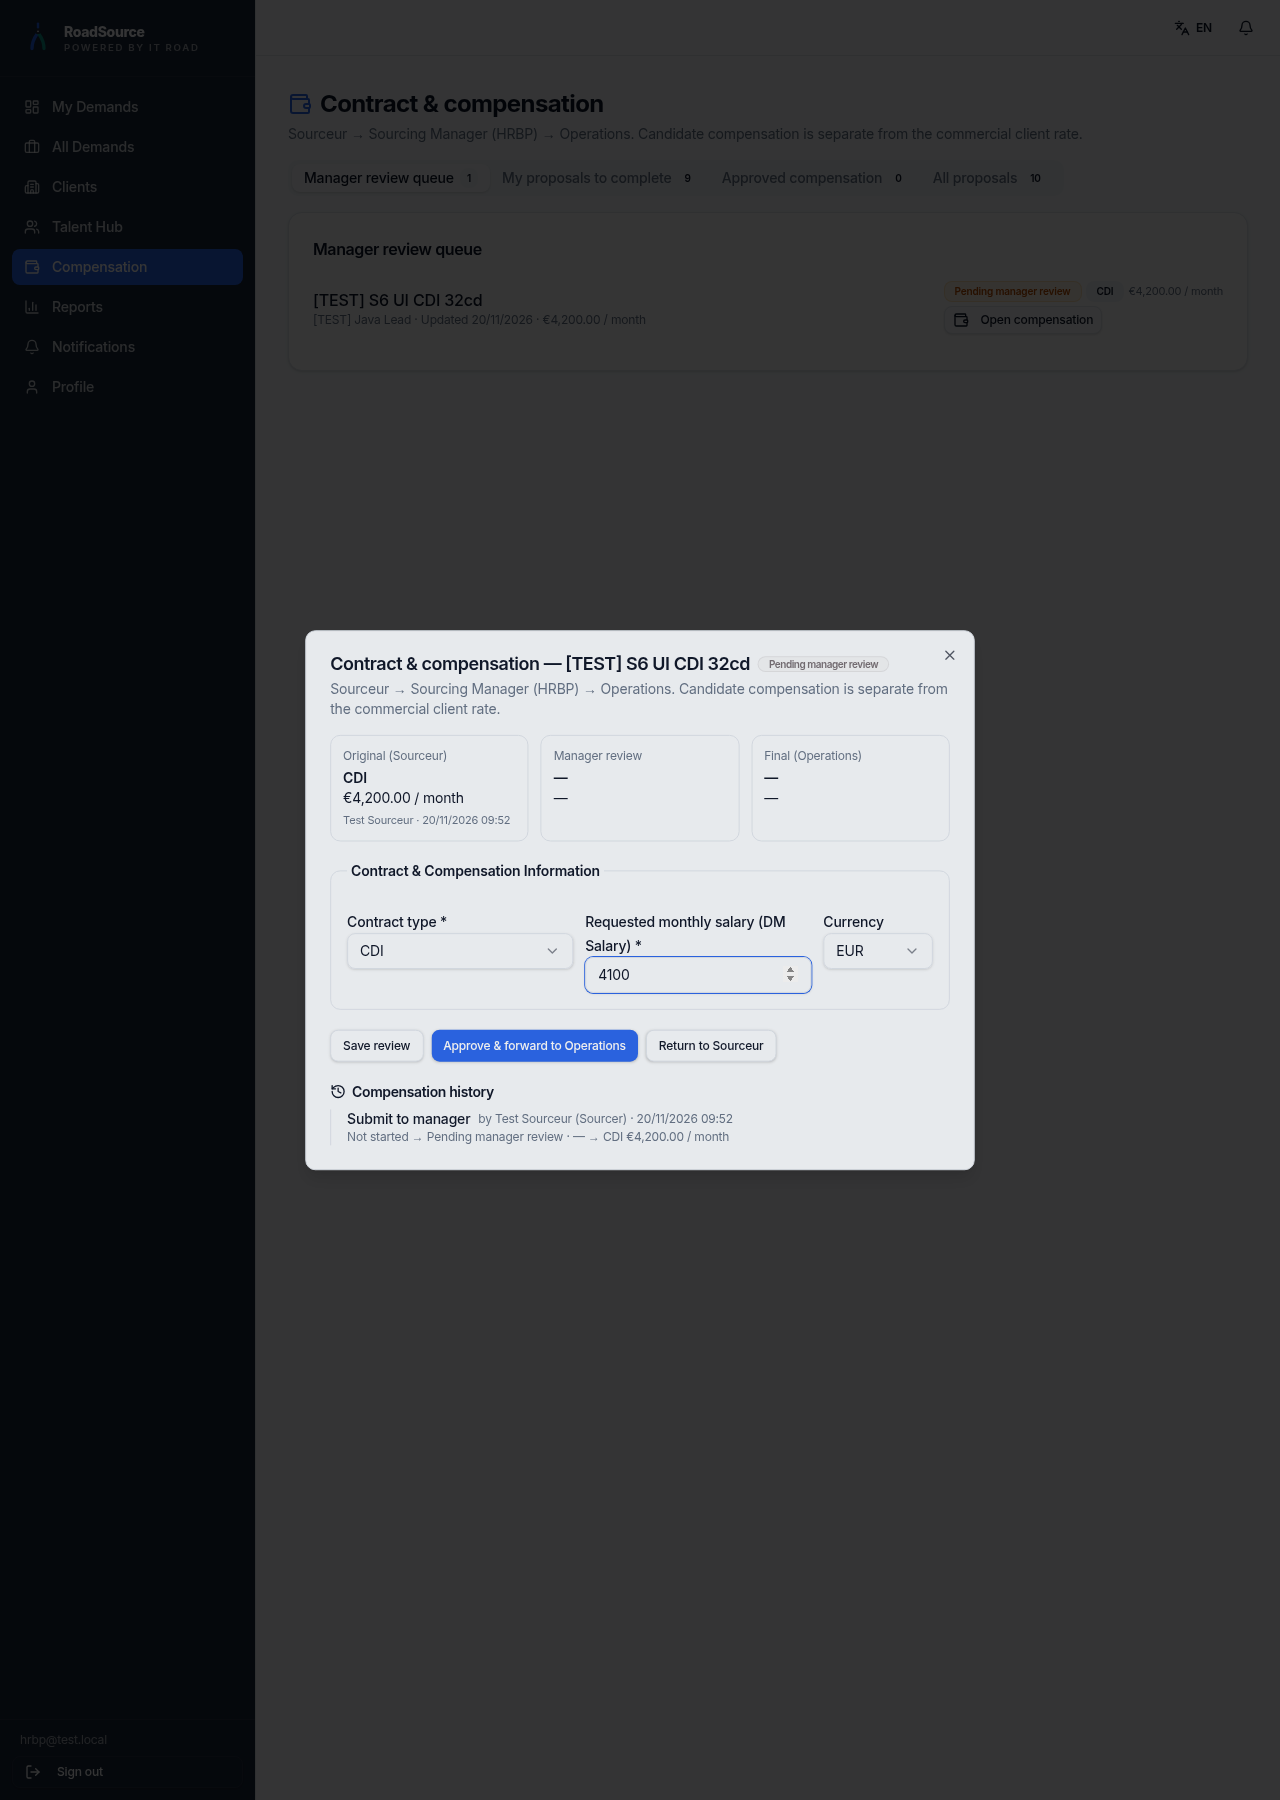 RoadSource
POWERED BY IT ROAD
My Demands
All Demands
Clients
Talent Hub
Compensation
Reports
Notifications
Profile
hrbp@test.local
Sign out
EN
Contract & compensation
Sourceur → Sourcing Manager (HRBP) → Operations. Candidate compensation is separate from the commercial client rate.
Manager review queue 1 My proposals to complete 9 Approved compensation 0 All proposals 10
Manager review queue
[TEST] S6 UI CDI 32cd
[TEST] Java Lead · Updated 20/11/2026 · €4,200.00 / month
Pending manager review CDI €4,200.00 / month
Open compensation
Contract & compensation — [TEST] S6 UI CDI 32cd Pending manager review
Sourceur → Sourcing Manager (HRBP) → Operations. Candidate compensation is separate from
the commercial client rate.
Original (Sourceur)
CDI
€4,200.00 / month
Test Sourceur · 20/11/2026 09:52
Manager review
—
—
Final (Operations)
—
—
Contract & Compensation Information
Contract type *
CDI
Requested monthly salary (DM
Salary) *
4100
Currency
EUR
Save review
Approve & forward to Operations
Return to Sourceur
Compensation history
Submit to manager by Test Sourceur (Sourcer) · 20/11/2026 09:52
Not started → Pending manager review · — → CDI €4,200.00 / month